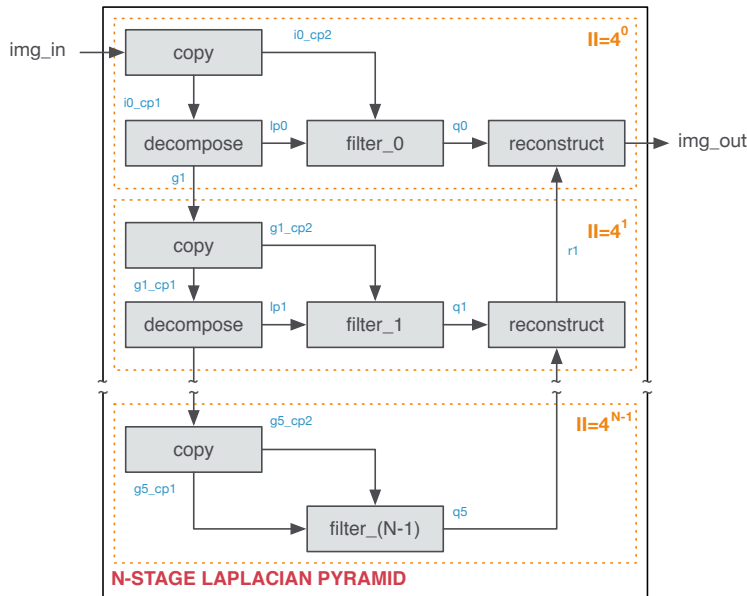 img_in
copy
i0_cp2
II=4^0
i0_cp1
decompose
lp0
filter_0
q0
reconstruct
img_out
g1
copy
g1_cp2
II=4^1
g1_cp1
r1
decompose
lp1
filter_1
q1
reconstruct
copy
g5_cp2
II=4^N-1
g5_cp1
filter_(N-1)
q5
N-STAGE LAPLACIAN PYRAMID